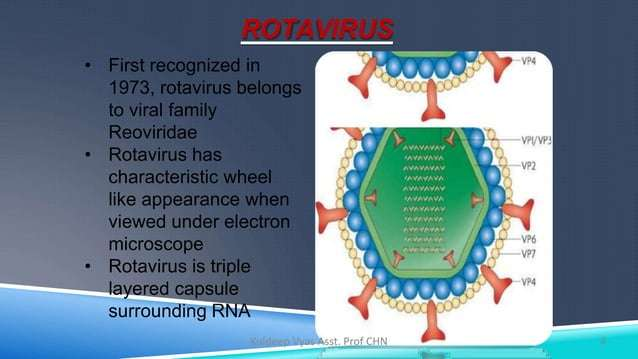 ROTAVIRUS
• First recognized in
1973, rotavirus belongs
to viral family
Reoviridae
• Rotavirus has
characteristic wheel
like appearance when
viewed under electron
microscope
• Rotavirus is triple
layered capsule
surrounding RNA
VP4
VPI/VP3
VP2
VP6
VP7
VP4
Kuldeep Vyas Asst. Prof CHN